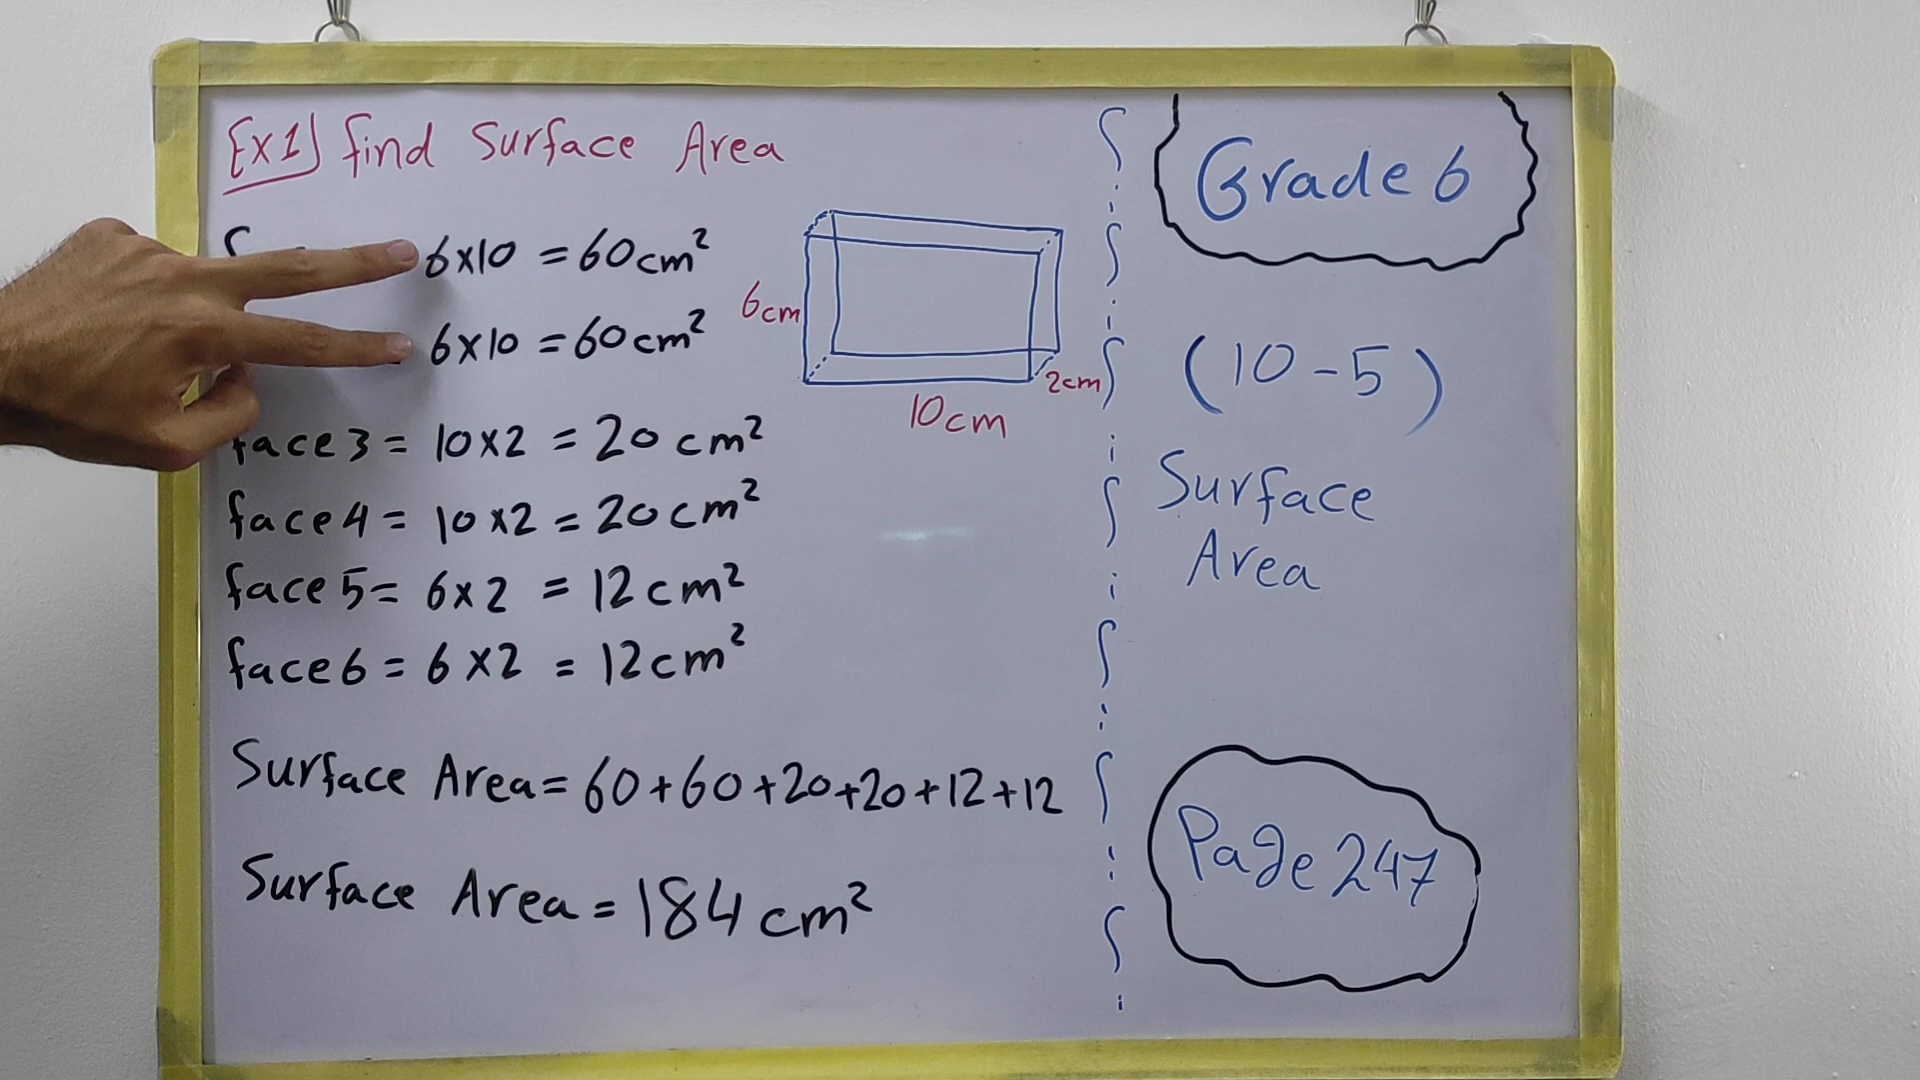 Ex1) find Surface Area
6x10 = 60cm²
6x10 = 60cm²
face3 = 10x2 = 20 cm²
face4 = 10x2 = 20cm²
face5 = 6x2 = 12cm²
face6 = 6x2 = 12cm²
Surface Area = 60+60+20+20+12+12
Surface Area = 184 cm²
6cm
2cm
10cm
Grade 6
(10-5)
Surface
Area
Page 247